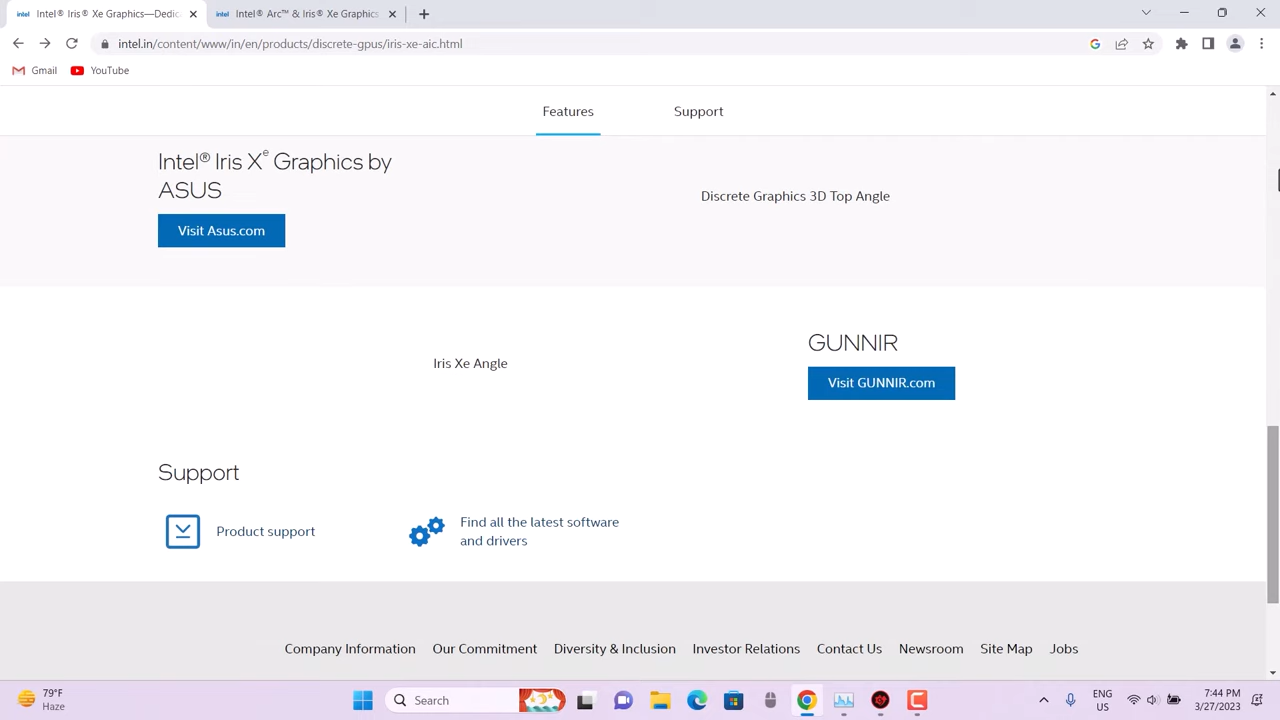 intel Intel® Iris® Xe Graphics—Dedic
intel Intel® Arc™ & Iris® Xe Graphics
intel.in/content/www/in/en/products/discrete-gpus/iris-xe-aic.html
Gmail
YouTube
Features
Support
Intel® Iris Xe Graphics by
ASUS
Visit Asus.com
Discrete Graphics 3D Top Angle
Iris Xe Angle
GUNNIR
Visit GUNNIR.com
Support
Product support
Find all the latest software
and drivers
Company Information
Our Commitment
Diversity & Inclusion
Investor Relations
Contact Us
Newsroom
Site Map
Jobs
79°F
Haze
Search
ENG
US
7:44 PM
3/27/2023